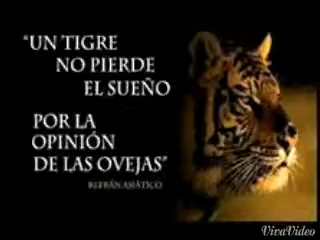 “UN TIGRE
NO PIERDE
EL SUEÑO
POR LA
OPINIÓN
DE LAS OVEJAS”
REFRÁN ASIÁTICO
VivaVideo